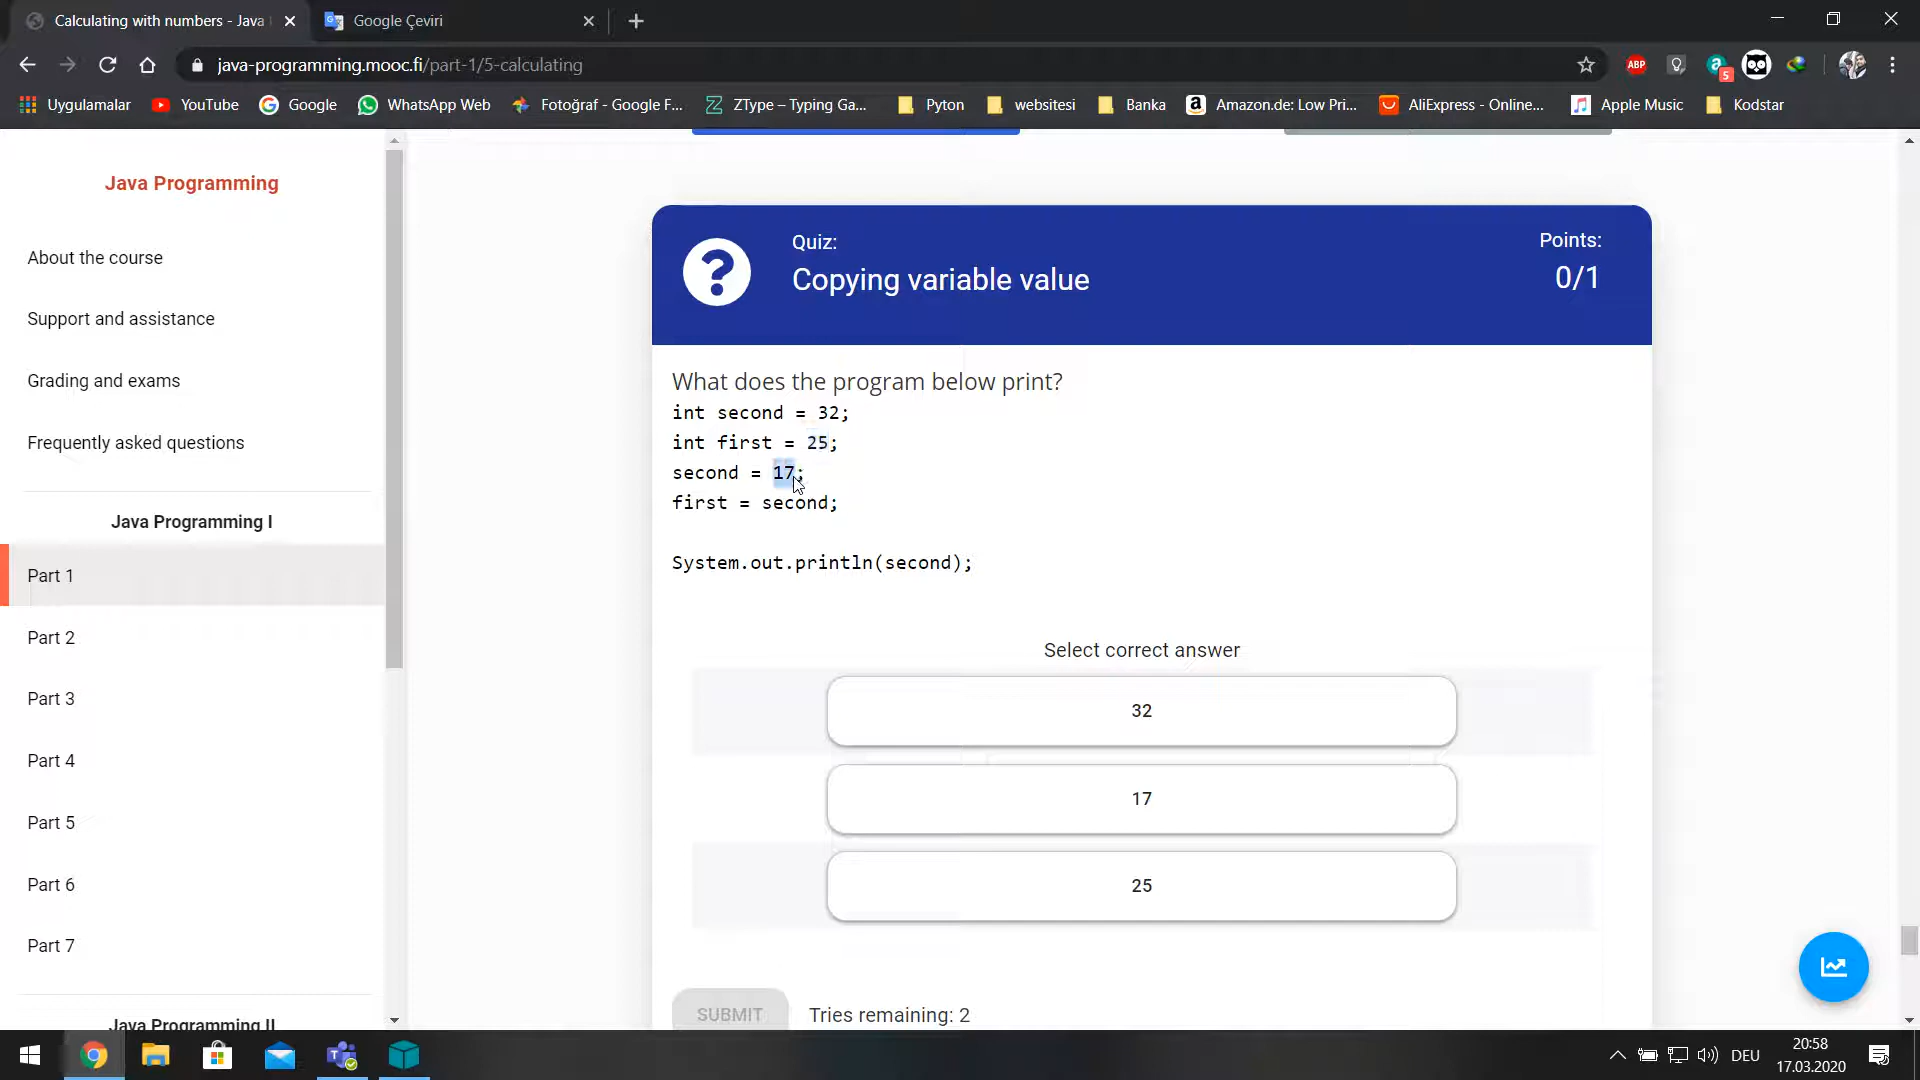 Calculating with numbers - Java
Google Çeviri
java-programming.mooc.fi/part-1/5-calculating
ABP
5
Uygulamalar
YouTube
Google
WhatsApp Web
Fotoğraf - Google F...
ZType – Typing Ga...
Pyton
websitesi
Banka
Amazon.de: Low Pri...
AliExpress - Online...
Apple Music
Kodstar
Java Programming
About the course
Support and assistance
Grading and exams
Frequently asked questions
Java Programming I
Part 1
Part 2
Part 3
Part 4
Part 5
Part 6
Part 7
Java Programming II
Quiz:
Copying variable value
Points:
0/1
What does the program below print?
int second = 32;
int first = 25;
second = 17;
first = second;
System.out.println(second);
Select correct answer
32
17
25
SUBMIT
Tries remaining: 2
DEU
20:58
17.03.2020